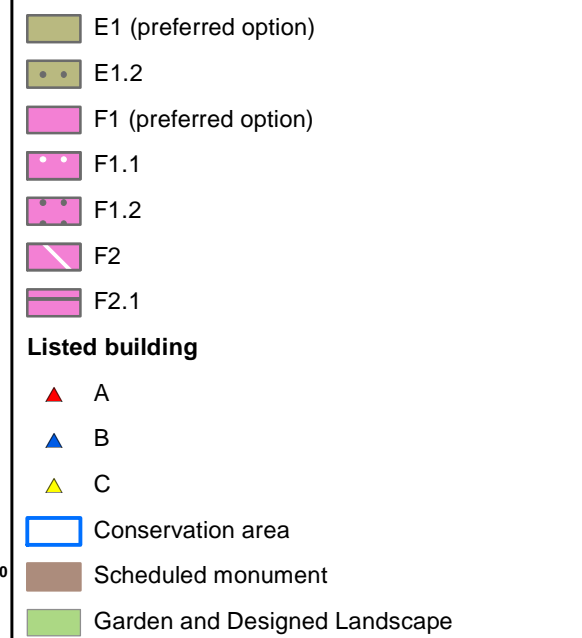 E1 (preferred option)
E1.2
F1 (preferred option)
F1.1
F1.2
F2
F2.1
Listed building
A
B
C
Conservation area
0
Scheduled monument
Garden and Designed Landscape